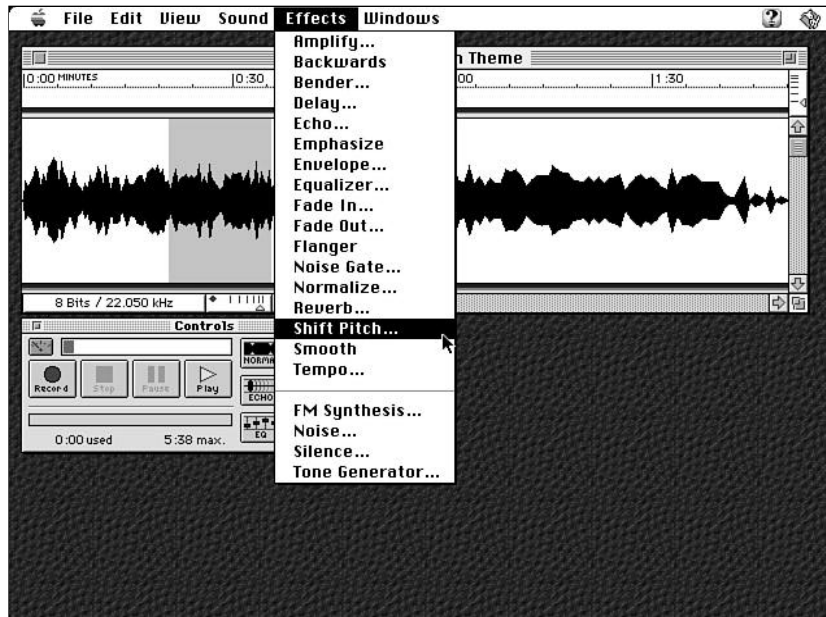 File Edit View Sound Effects Windows
Amplify...
Backwards
Bender...
Delay...
Echo...
Emphasize
Envelope...
Equalizer...
Fade In...
Fade Out...
Flanger
Noise Gate...
Normalize...
Reverb...
Shift Pitch...
Smooth
Tempo...
FM Synthesis...
Noise...
Silence...
Tone Generator...
Theme
0:00 MINUTES 0:30 00 1:30
8 Bits / 22.050 kHz
Controls
Record Stop Pause Play
ECHO
EQ
0:00 used 5:38 max.